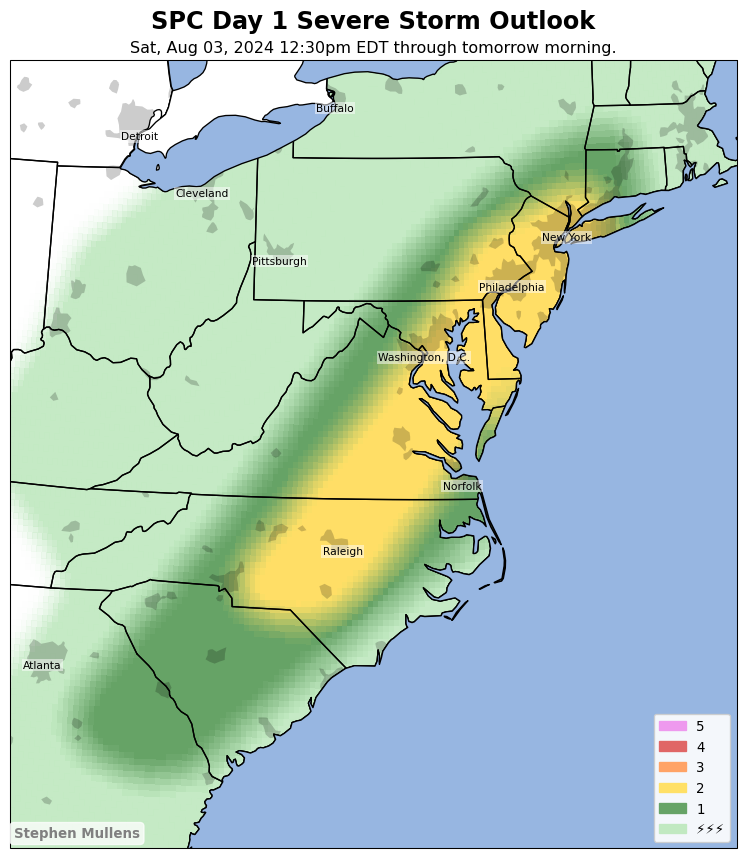 SPC Day 1 Severe Storm Outlook
Sat, Aug 03, 2024 12:30pm EDT through tomorrow morning.
Buffalo
Detroit
Cleveland
New York
Pittsburgh
Philadelphia
Washington, D.C.
Norfolk
Raleigh
Atlanta
5
4
3
2
1
⚡⚡⚡
Stephen Mullens